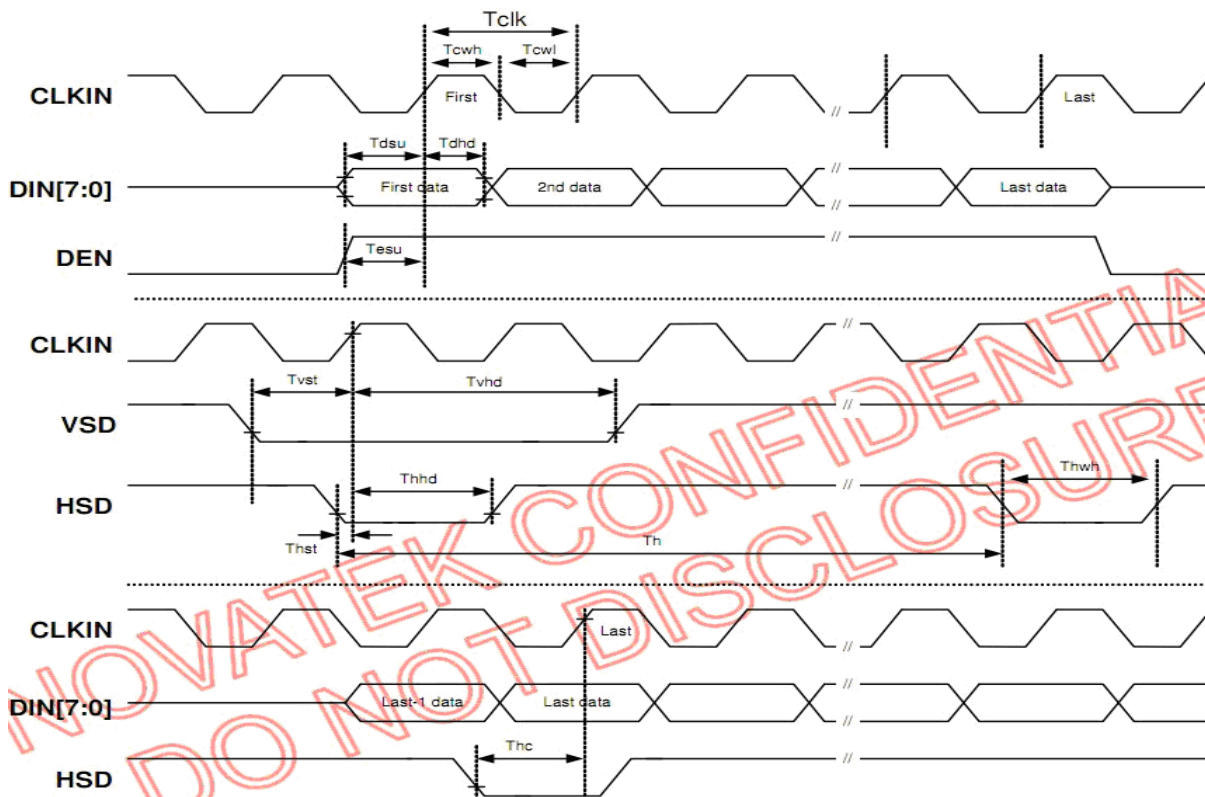 Tclk
Tcwh Tcwl
CLKIN First // Last
Tdsu Tdhd
DIN[7:0] First data 2nd data // Last data
//
DEN Tesu //
CLKIN //
Tvst Tvhd
VSD //
Thhd Thwh
HSD //
Thst Th
CLKIN Last //
DIN[7:0] Last-1 data Last data //
//
Thc
HSD //
NOVATEK CONFIDENTIA
DO NOT DISCLOSURE